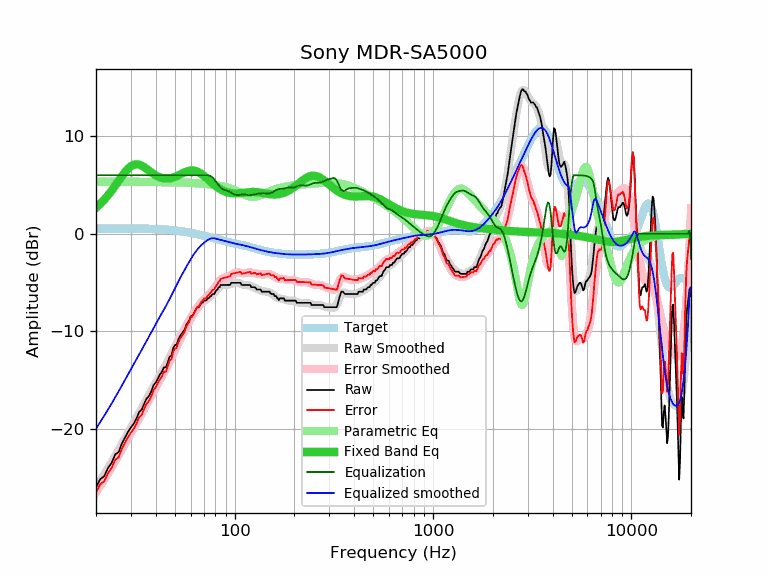 Sony MDR-SA5000
Amplitude (dBr)
10
0
−10
−20
Target
Raw Smoothed
Error Smoothed
Raw
Error
Parametric Eq
Fixed Band Eq
Equalization
Equalized smoothed
100
1000
10000
Frequency (Hz)